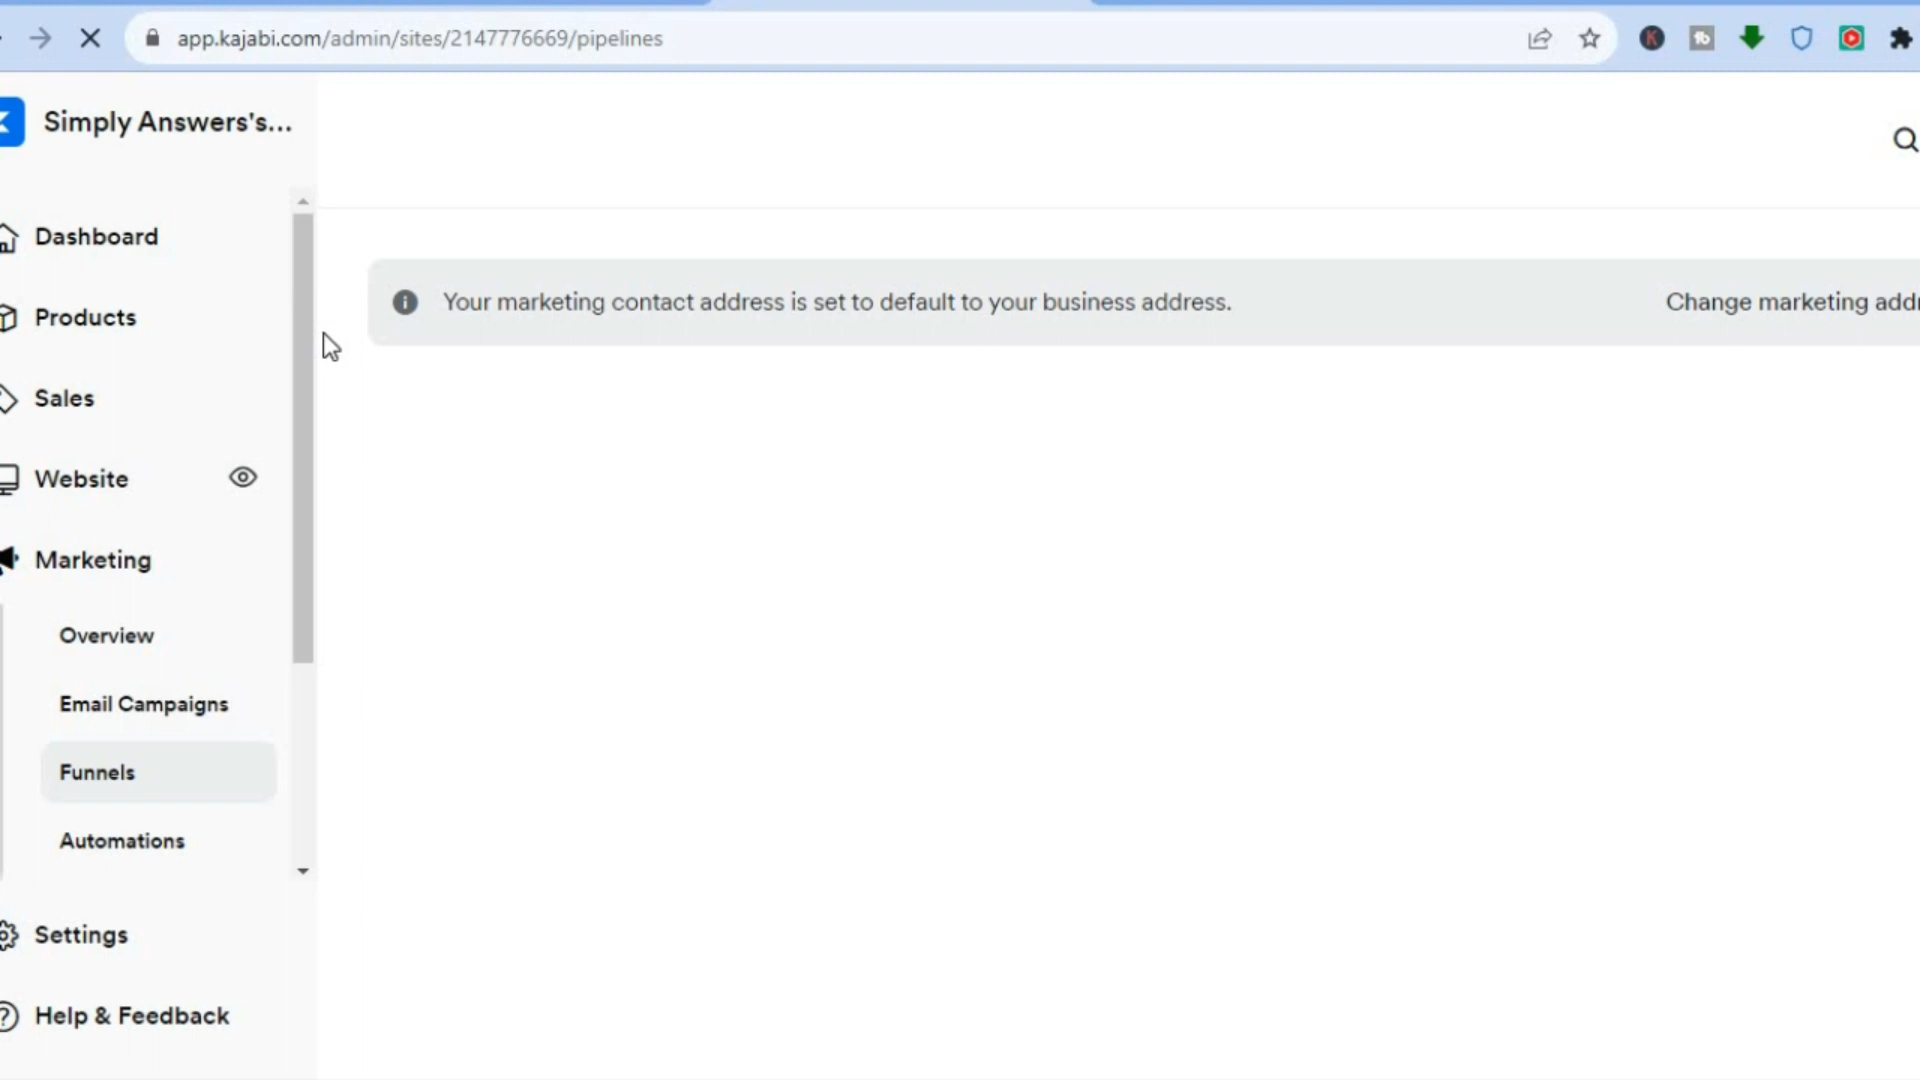 app.kajabi.com/admin/sites/2147776669/pipelines
Simply Answers's...
Dashboard
Products
Sales
Website
Marketing
Overview
Email Campaigns
Funnels
Automations
Settings
Help & Feedback
Your marketing contact address is set to default to your business address.
Change marketing addr